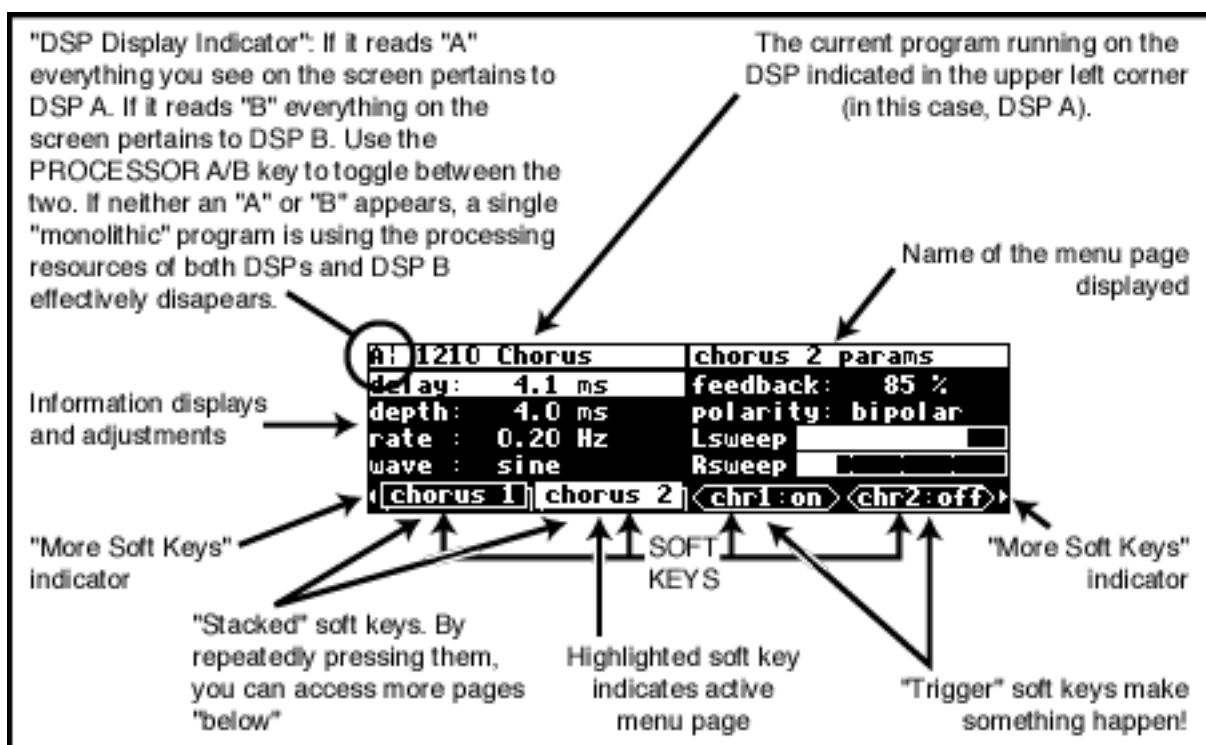 "DSP Display Indicator": If it reads "A"
everything you see on the screen pertains to
DSP A. If it reads "B" everything on the
screen pertains to DSP B. Use the
PROCESSOR A/B key to toggle between the
two. If neither an "A" or "B" appears, a single
"monolithic" program is using the processing
resources of both DSPs and DSP B
effectively disapears.
The current program running on the
DSP indicated in the upper left corner
(in this case, DSP A).
Name of the menu page
displayed
Information displays
and adjustments
A: 1210 Chorus chorus 2 params
delay: 4.1 ms feedback: 85 %
depth: 4.0 ms polarity: bipolar
rate : 0.20 Hz Lsweep
wave : sine Rsweep
chorus 1 chorus 2 chr1:on chr2:off
"More Soft Keys"
indicator
SOFT
KEYS
"More Soft Keys"
indicator
"Stacked" soft keys. By
repeatedly pressing them,
you can access more pages
"below"
Highlighted soft key
indicates active
menu page
"Trigger" soft keys make
something happen!